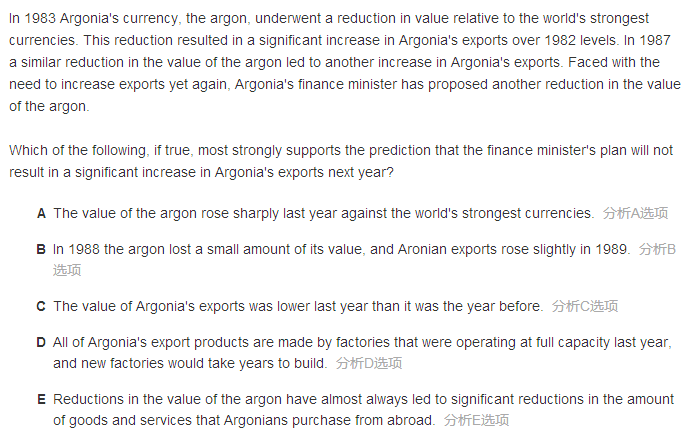 In 1983 Argonia's currency, the argon, underwent a reduction in value relative to the world's strongest
currencies. This reduction resulted in a significant increase in Argonia's exports over 1982 levels. In 1987
a similar reduction in the value of the argon led to another increase in Argonia's exports. Faced with the
need to increase exports yet again, Argonia's finance minister has proposed another reduction in the value
of the argon.
Which of the following, if true, most strongly supports the prediction that the finance minister's plan will not
result in a significant increase in Argonia's exports next year?
A The value of the argon rose sharply last year against the world's strongest currencies. 分析A选项
B In 1988 the argon lost a small amount of its value, and Aronian exports rose slightly in 1989. 分析B
选项
C The value of Argonia's exports was lower last year than it was the year before. 分析C选项
D All of Argonia's export products are made by factories that were operating at full capacity last year,
and new factories would take years to build. 分析D选项
E Reductions in the value of the argon have almost always led to significant reductions in the amount
of goods and services that Argonians purchase from abroad. 分析E选项